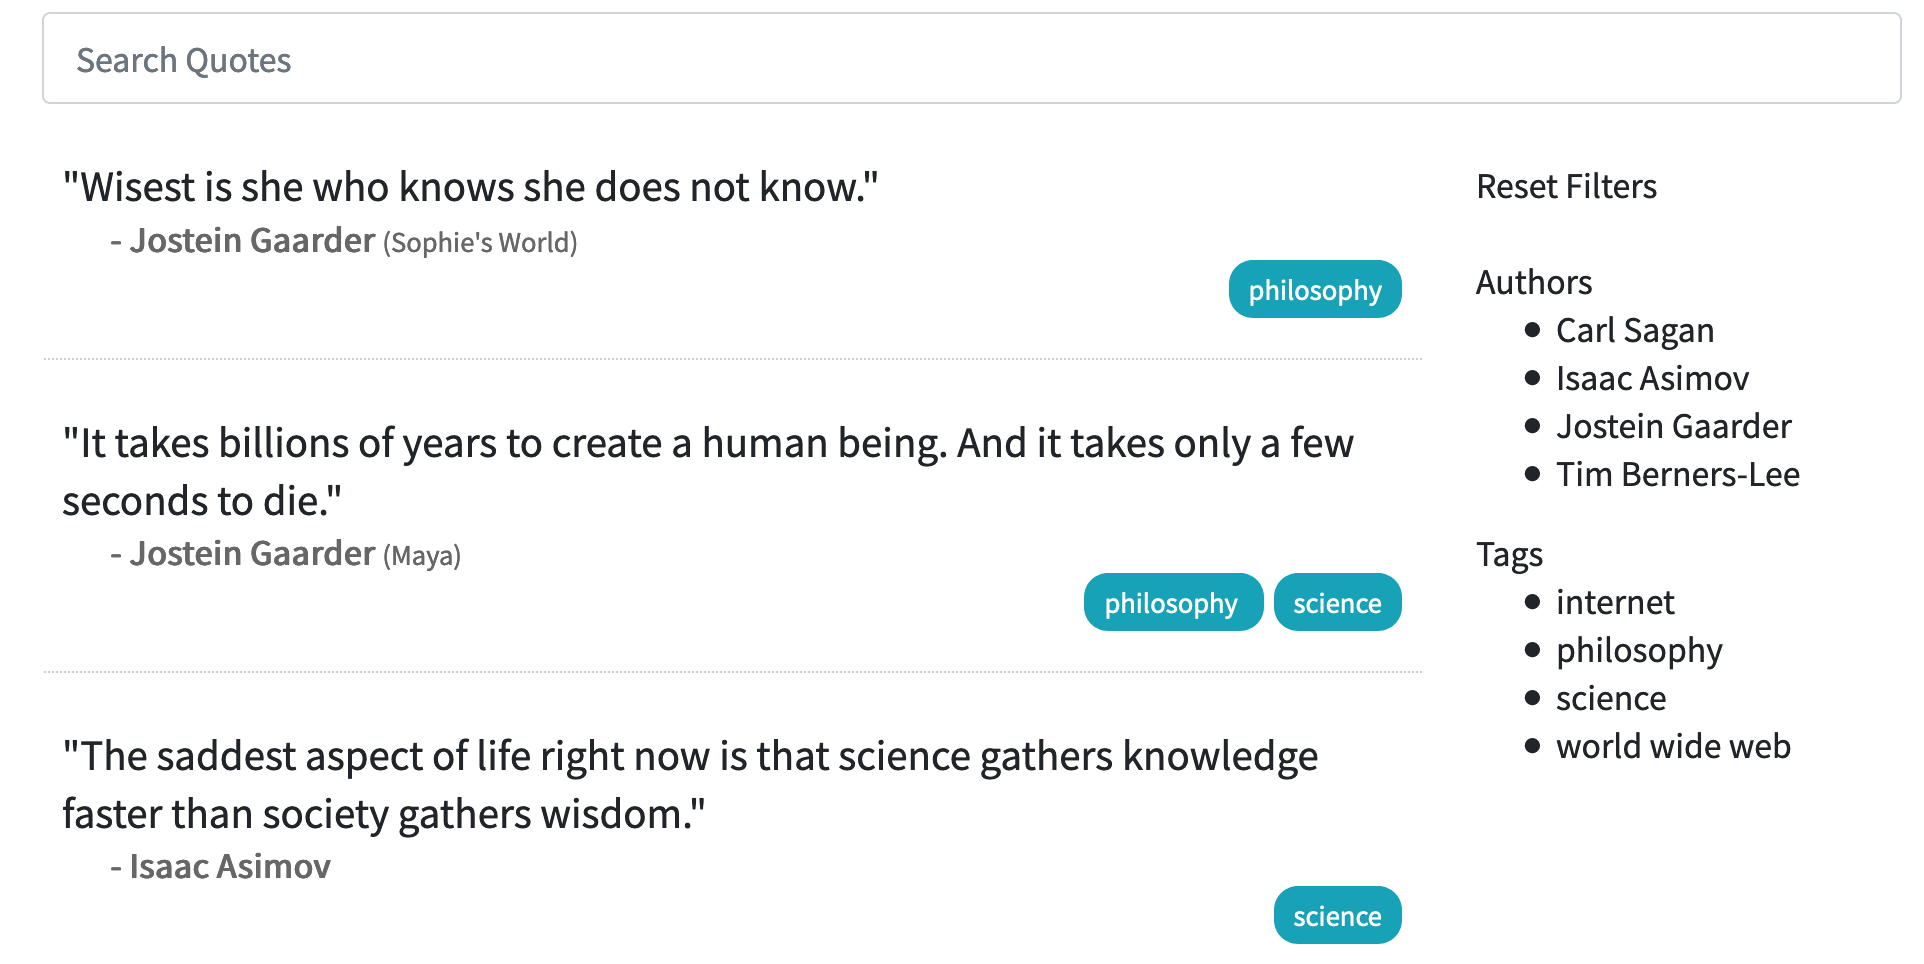 Search Quotes
"Wisest is she who knows she does not know."
- Jostein Gaarder (Sophie's World)
philosophy
"It takes billions of years to create a human being. And it takes only a few
seconds to die."
- Jostein Gaarder (Maya)
philosophy science
"The saddest aspect of life right now is that science gathers knowledge
faster than society gathers wisdom."
- Isaac Asimov
science
Reset Filters
Authors
● Carl Sagan
● Isaac Asimov
● Jostein Gaarder
● Tim Berners-Lee
Tags
● internet
● philosophy
● science
● world wide web